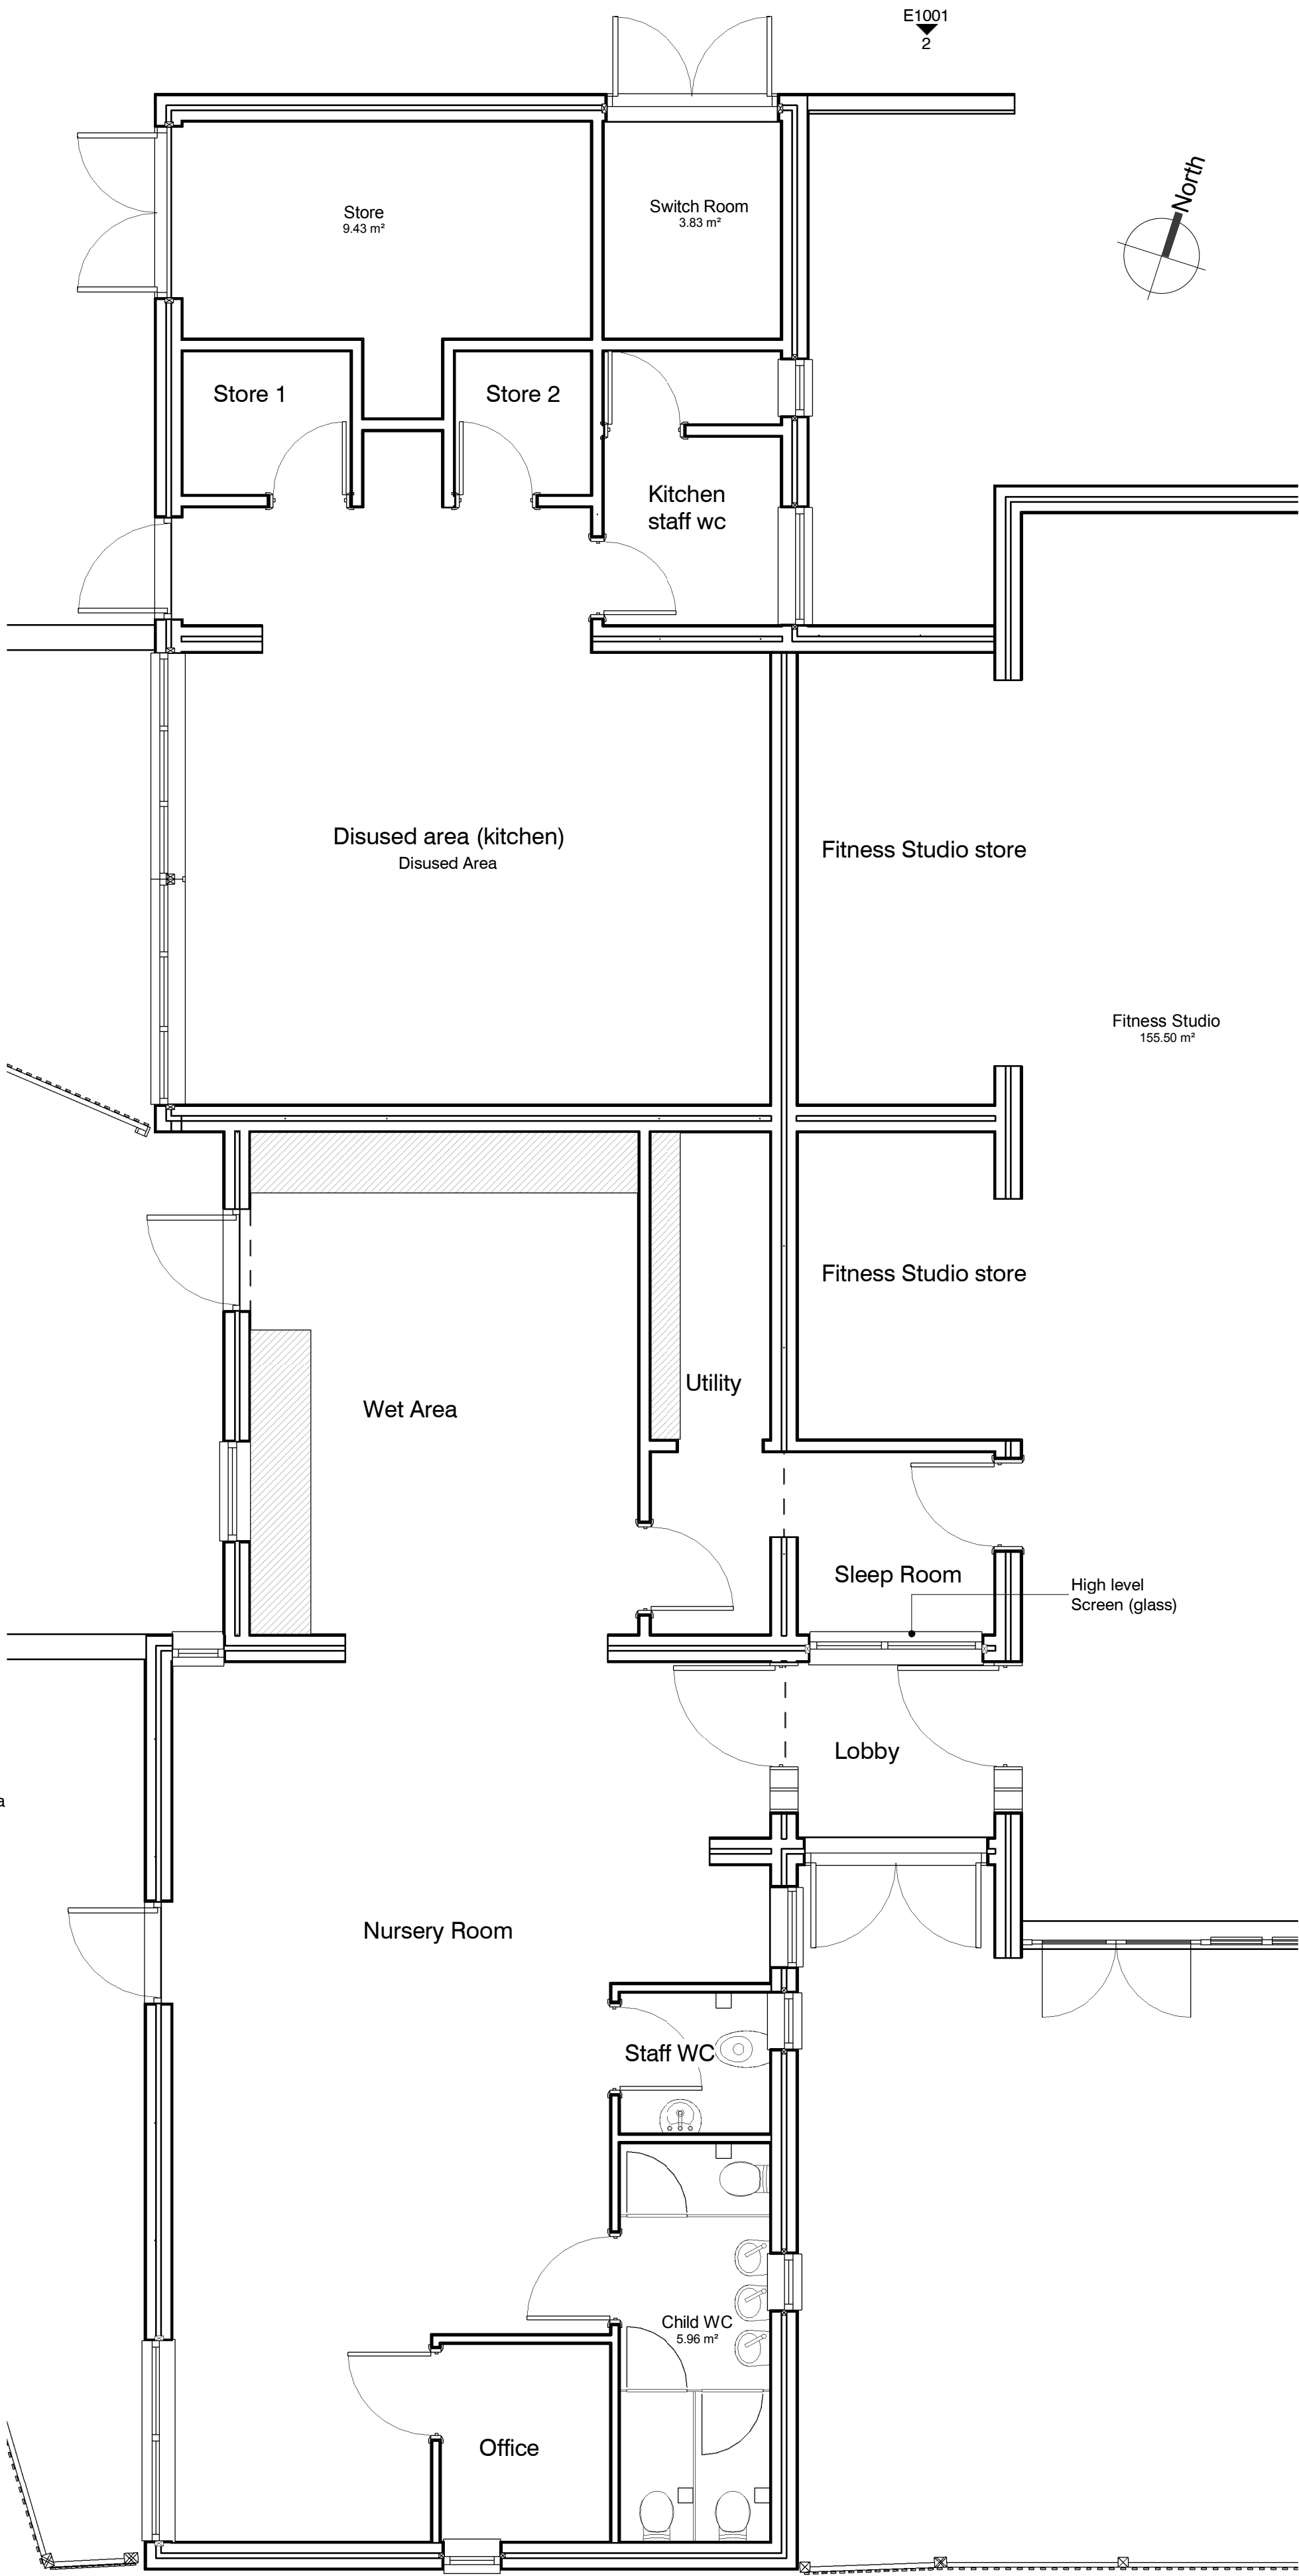 E1001
2
North
Store
9.43 m²
Switch Room
3.83 m²
Store 1
Store 2
Kitchen
staff wc
Disused area (kitchen)
Disused Area
Fitness Studio store
Fitness Studio
155.50 m²
Fitness Studio store
Utility
Wet Area
Sleep Room
High level
Screen (glass)
Lobby
a
Nursery Room
Staff WC
Child WC
5.96 m²
Office